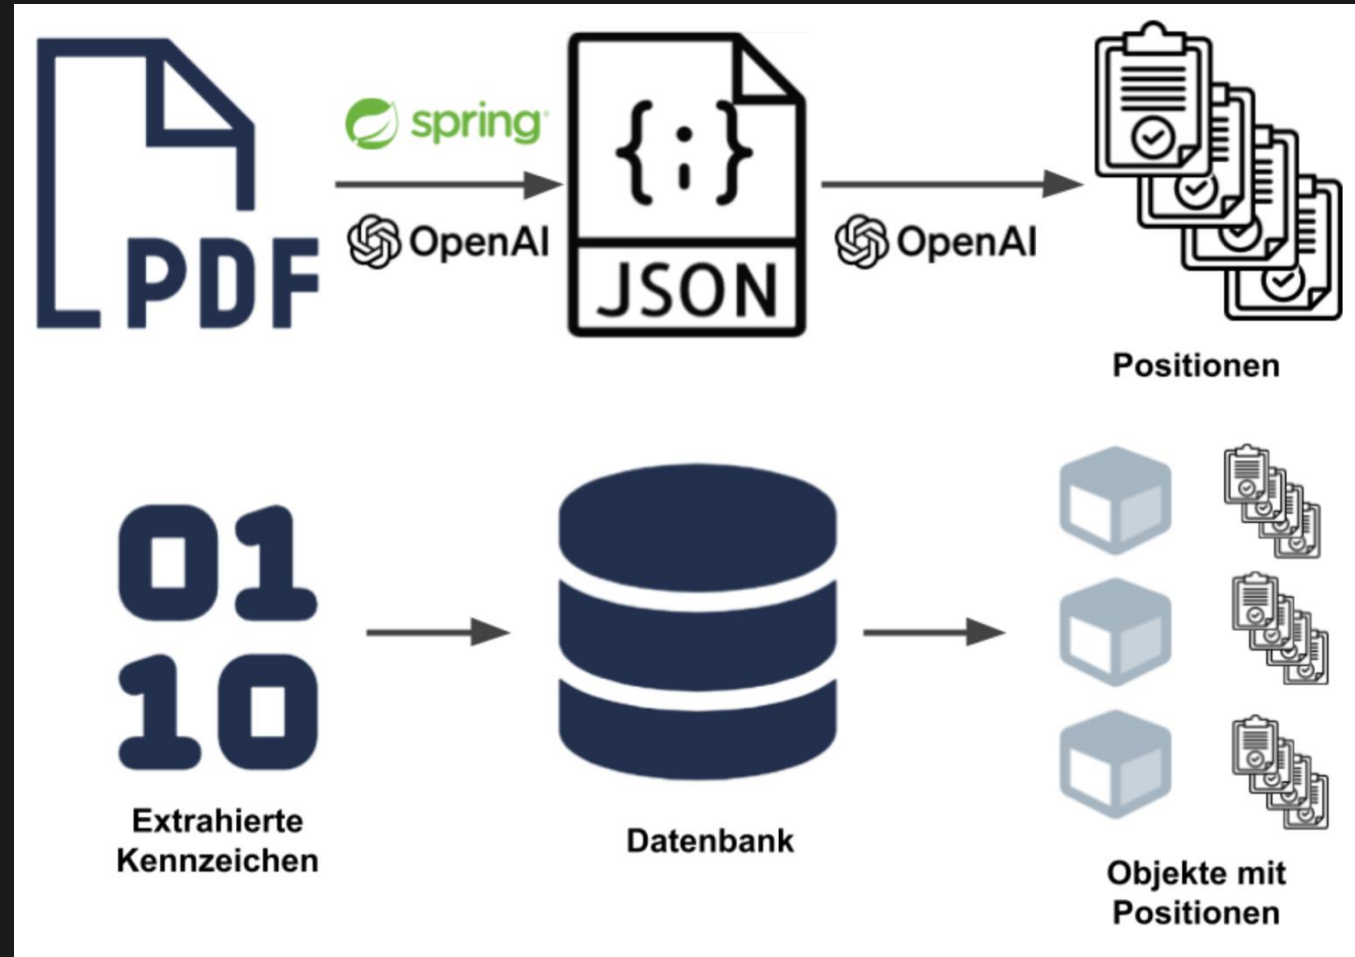 PDF
spring
OpenAI
{;}
JSON
OpenAI
Positionen
01
10
Extrahierte
Kennzeichen
Datenbank
Objekte mit
Positionen